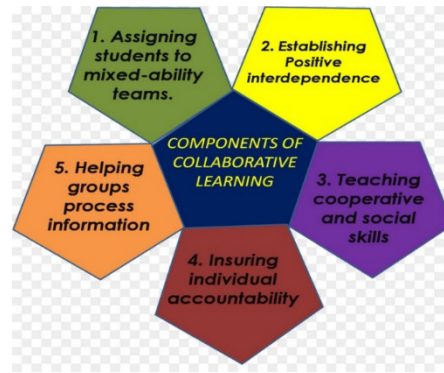 1. Assigning
students to
mixed-ability
teams.
2. Establishing
Positive
interdependence
COMPONENTS OF
COLLABORATIVE
LEARNING
3. Teaching
cooperative
and social
skills
4. Insuring
individual
accountability
5. Helping
groups
process
information